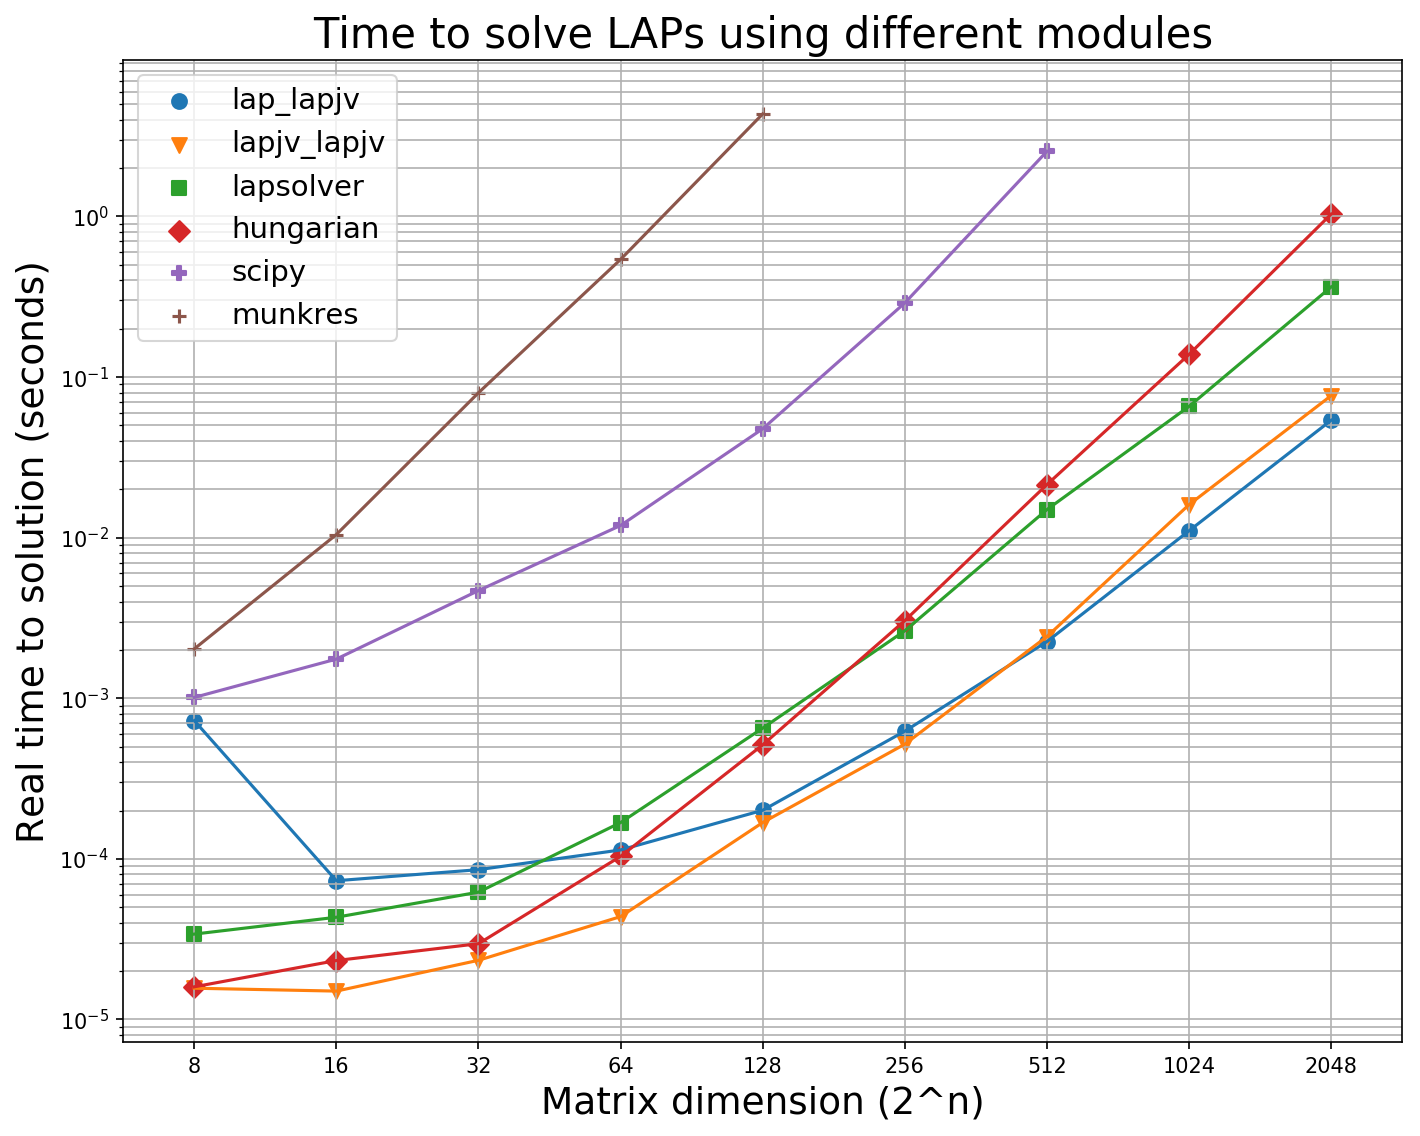 Time to solve LAPs using different modules
lap_lapjv
lapjv_lapjv
lapsolver
hungarian
scipy
munkres
Real time to solution (seconds)
10⁰
10⁻¹
10⁻²
10⁻³
10⁻⁴
10⁻⁵
8 16 32 64 128 256 512 1024 2048
Matrix dimension (2^n)